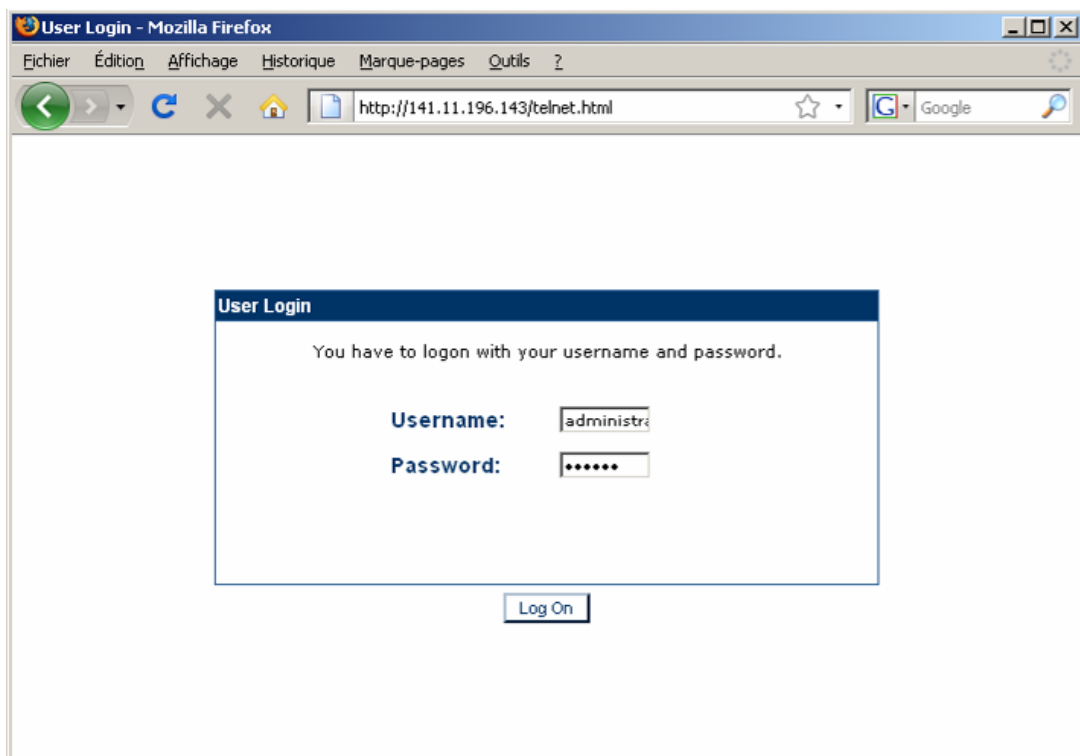 User Login - Mozilla Firefox
Fichier Édition Affichage Historique Marque-pages Outils ?
http://141.11.196.143/telnet.html Google
User Login
You have to logon with your username and password.
Username: administra
Password: ••••••
Log On